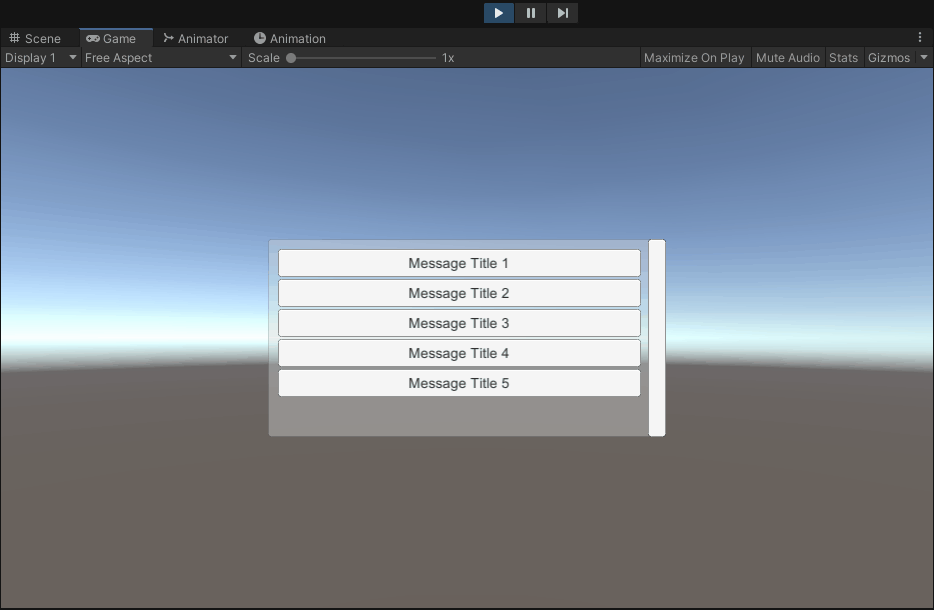 Scene Game Animator Animation
Display 1 Free Aspect Scale 1x Maximize On Play Mute Audio Stats Gizmos
Message Title 1
Message Title 2
Message Title 3
Message Title 4
Message Title 5